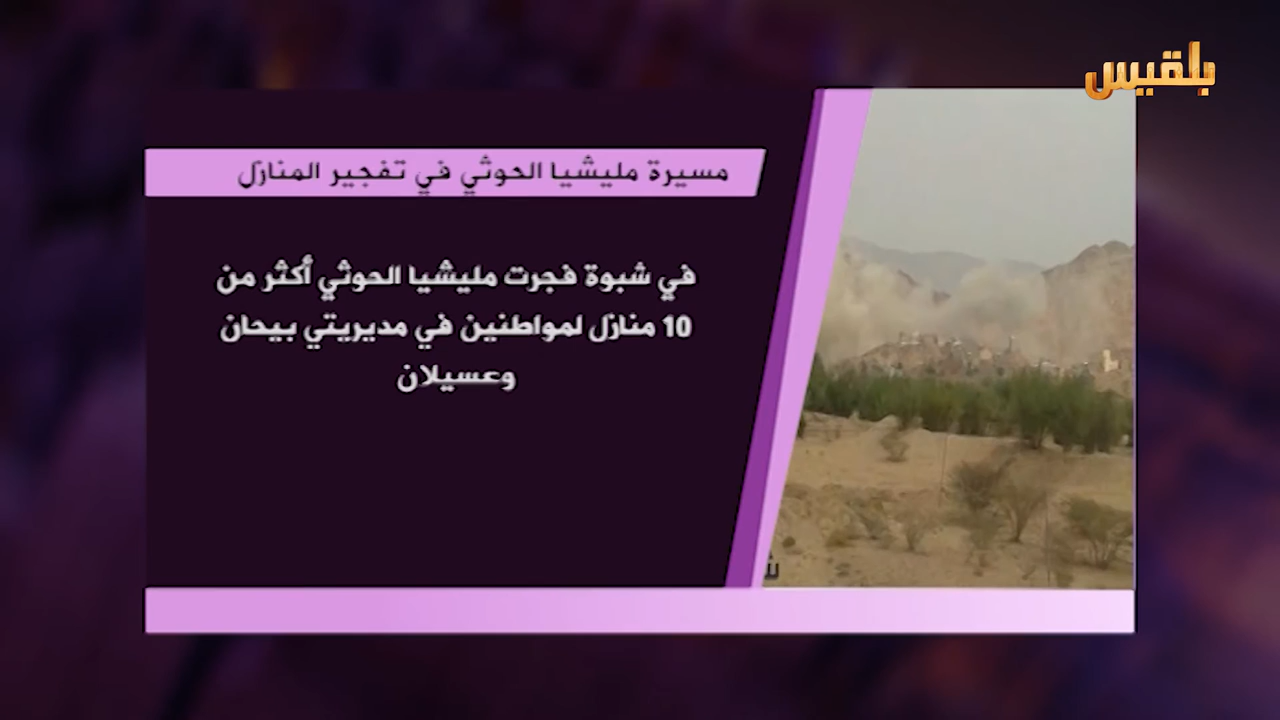 بلقيس
مسيرة مليشيا الحوثي في تفجير المنازل
في شبوة فجرت مليشيا الحوثي أكثر من
10 منازل لمواطنين في مديريتي بيحان
وعسيلان